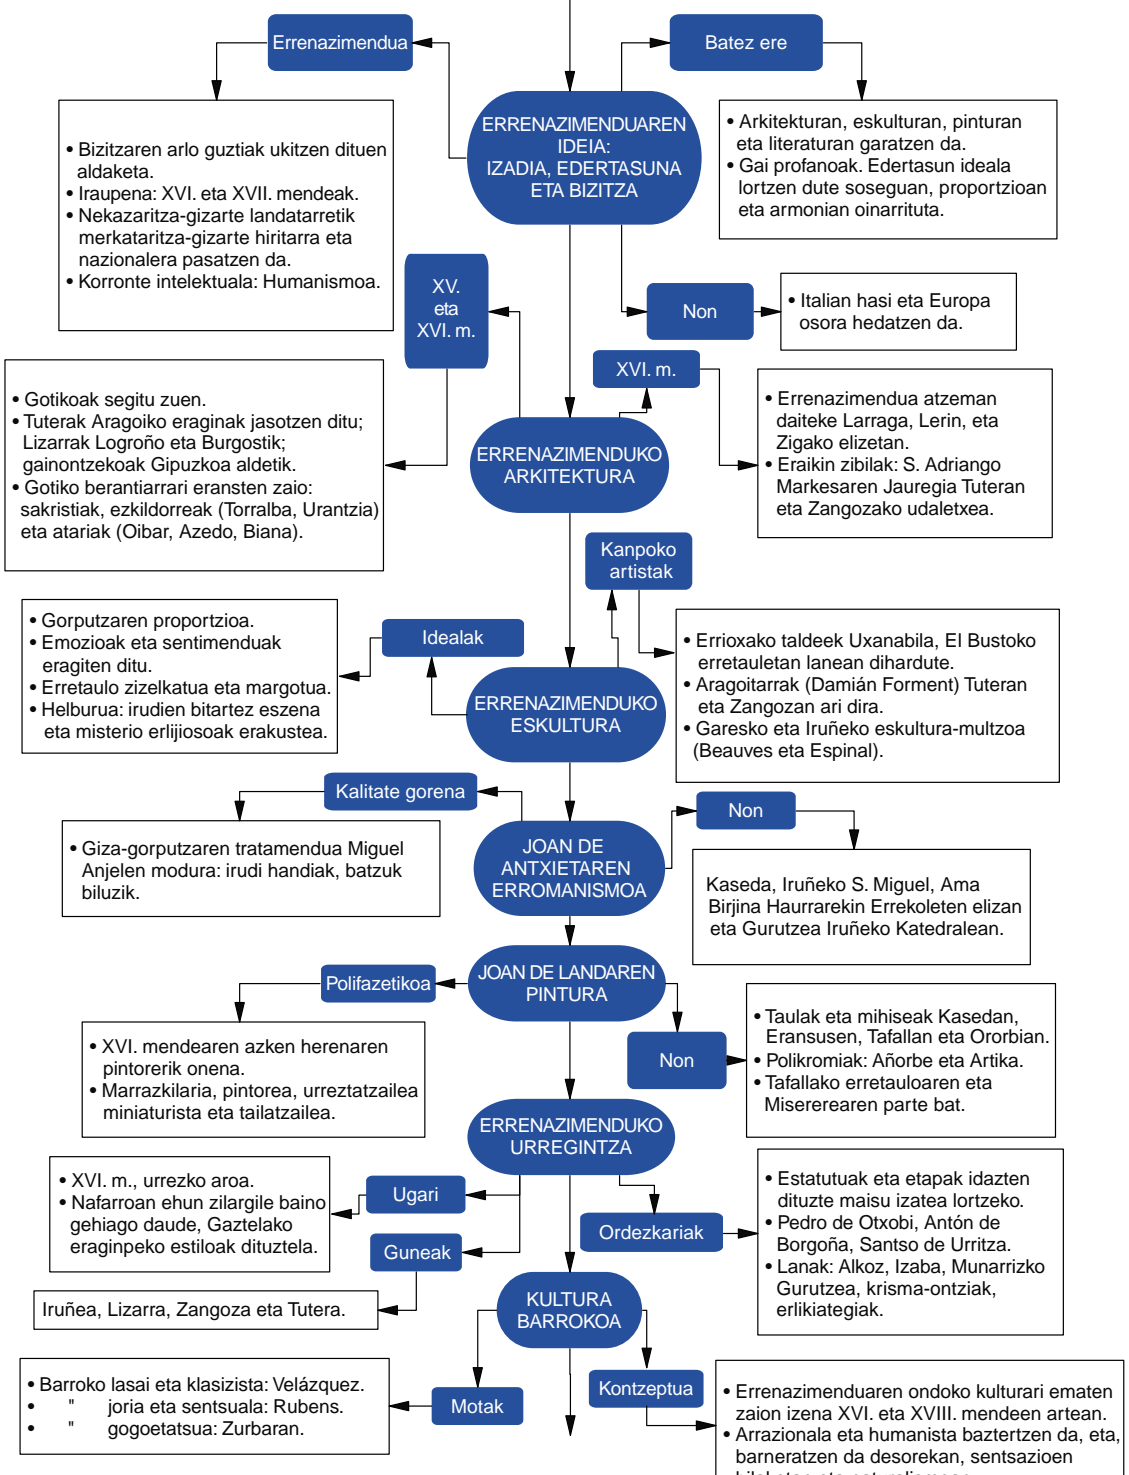 Errenazimendua
Batez ere
ERRENAZIMENDUAREN
IDEIA:
IZADIA, EDERTASUNA
ETA BIZITZA
• Bizitzaren arlo guztiak ukitzen dituen
aldaketa.
• Iraupena: XVI. eta XVII. mendeak.
• Nekazaritza-gizarte landatarretik
merkataritza-gizarte hiritarra eta
nazionalera pasatzen da.
• Korronte intelektuala: Humanismoa.
• Arkitekturan, eskulturan, pinturan
eta literaturan garatzen da.
• Gai profanoak. Edertasun ideala
lortzen dute soseguan, proportzioan
eta armonian oinarrituta.
XV.
eta
XVI. m.
Non
• Italian hasi eta Europa
osora hedatzen da.
XVI. m.
• Gotikoak segitu zuen.
• Tuterak Aragoiko eraginak jasotzen ditu;
Lizarrak Logroño eta Burgostik;
gainontzekoak Gipuzkoa aldetik.
• Gotiko berantiarrari eransten zaio:
sakristiak, ezkildorreak (Torralba, Urantzia)
eta atariak (Oibar, Azedo, Biana).
ERRENAZIMENDUKO
ARKITEKTURA
• Errenazimendua atzeman
daiteke Larraga, Lerin, eta
Zigako elizetan.
• Eraikin zibilak: S. Adriango
Markesaren Jauregia Tuteran
eta Zangozako udaletxea.
Kanpoko
artistak
• Gorputzaren proportzioa.
• Emozioak eta sentimenduak
eragiten ditu.
• Erretaulo zizelkatua eta margotua.
• Helburua: irudien bitartez eszena
eta misterio erlijiosoak erakustea.
Idealak
ERRENAZIMENDUKO
ESKULTURA
• Errioxako taldeek Uxanabila, El Bustoko
erretauletan lanean dihardute.
• Aragoitarrak (Damián Forment) Tuteran
eta Zangozan ari dira.
• Garesko eta Iruñeko eskultura-multzoa
(Beauves eta Espinal).
Kalitate gorena
Non
• Giza-gorputzaren tratamendua Miguel
Anjelen modura: irudi handiak, batzuk
biluzik.
JOAN DE
ANTXIETAREN
ERROMANISMOA
Kaseda, Iruñeko S. Miguel, Ama
Birjina Haurrarekin Errekoleten elizan
eta Gurutzea Iruñeko Katedralean.
Polifazetikoa
JOAN DE LANDAREN
PINTURA
• XVI. mendearen azken herenaren
pintorerik onena.
• Marrazkilaria, pintorea, urreztatzailea
miniaturista eta tailatzailea.
Non
• Taulak eta mihiseak Kasedan,
Eransusen, Tafallan eta Ororbian.
• Polikromiak: Añorbe eta Artika.
• Tafallako erretauloaren eta
Misererearen parte bat.
ERRENAZIMENDUKO
URREGINTZA
• XVI. m., urrezko aroa.
• Nafarroan ehun zilargile baino
gehiago daude, Gaztelako
eraginpeko estiloak dituztela.
Ugari
Guneak
Iruñea, Lizarra, Zangoza eta Tutera.
Ordezkariak
• Estatutuak eta etapak idazten
dituzte maisu izatea lortzeko.
• Pedro de Otxobi, Antón de
Borgoña, Santso de Urritza.
• Lanak: Alkoz, Izaba, Munarrizko
Gurutzea, krisma-ontziak,
erlikiategiak.
KULTURA
BARROKOA
• Barroko lasai eta klasizista: Velázquez.
• " joria eta sentsuala: Rubens.
• " gogoetatsua: Zurbaran.
Motak
Kontzeptua
• Errenazimenduaren ondoko kulturari ematen
zaion izena XVI. eta XVIII. mendeen artean.
• Arrazionala eta humanista baztertzen da, eta,
barneratzen da desorekan, sentsazioen